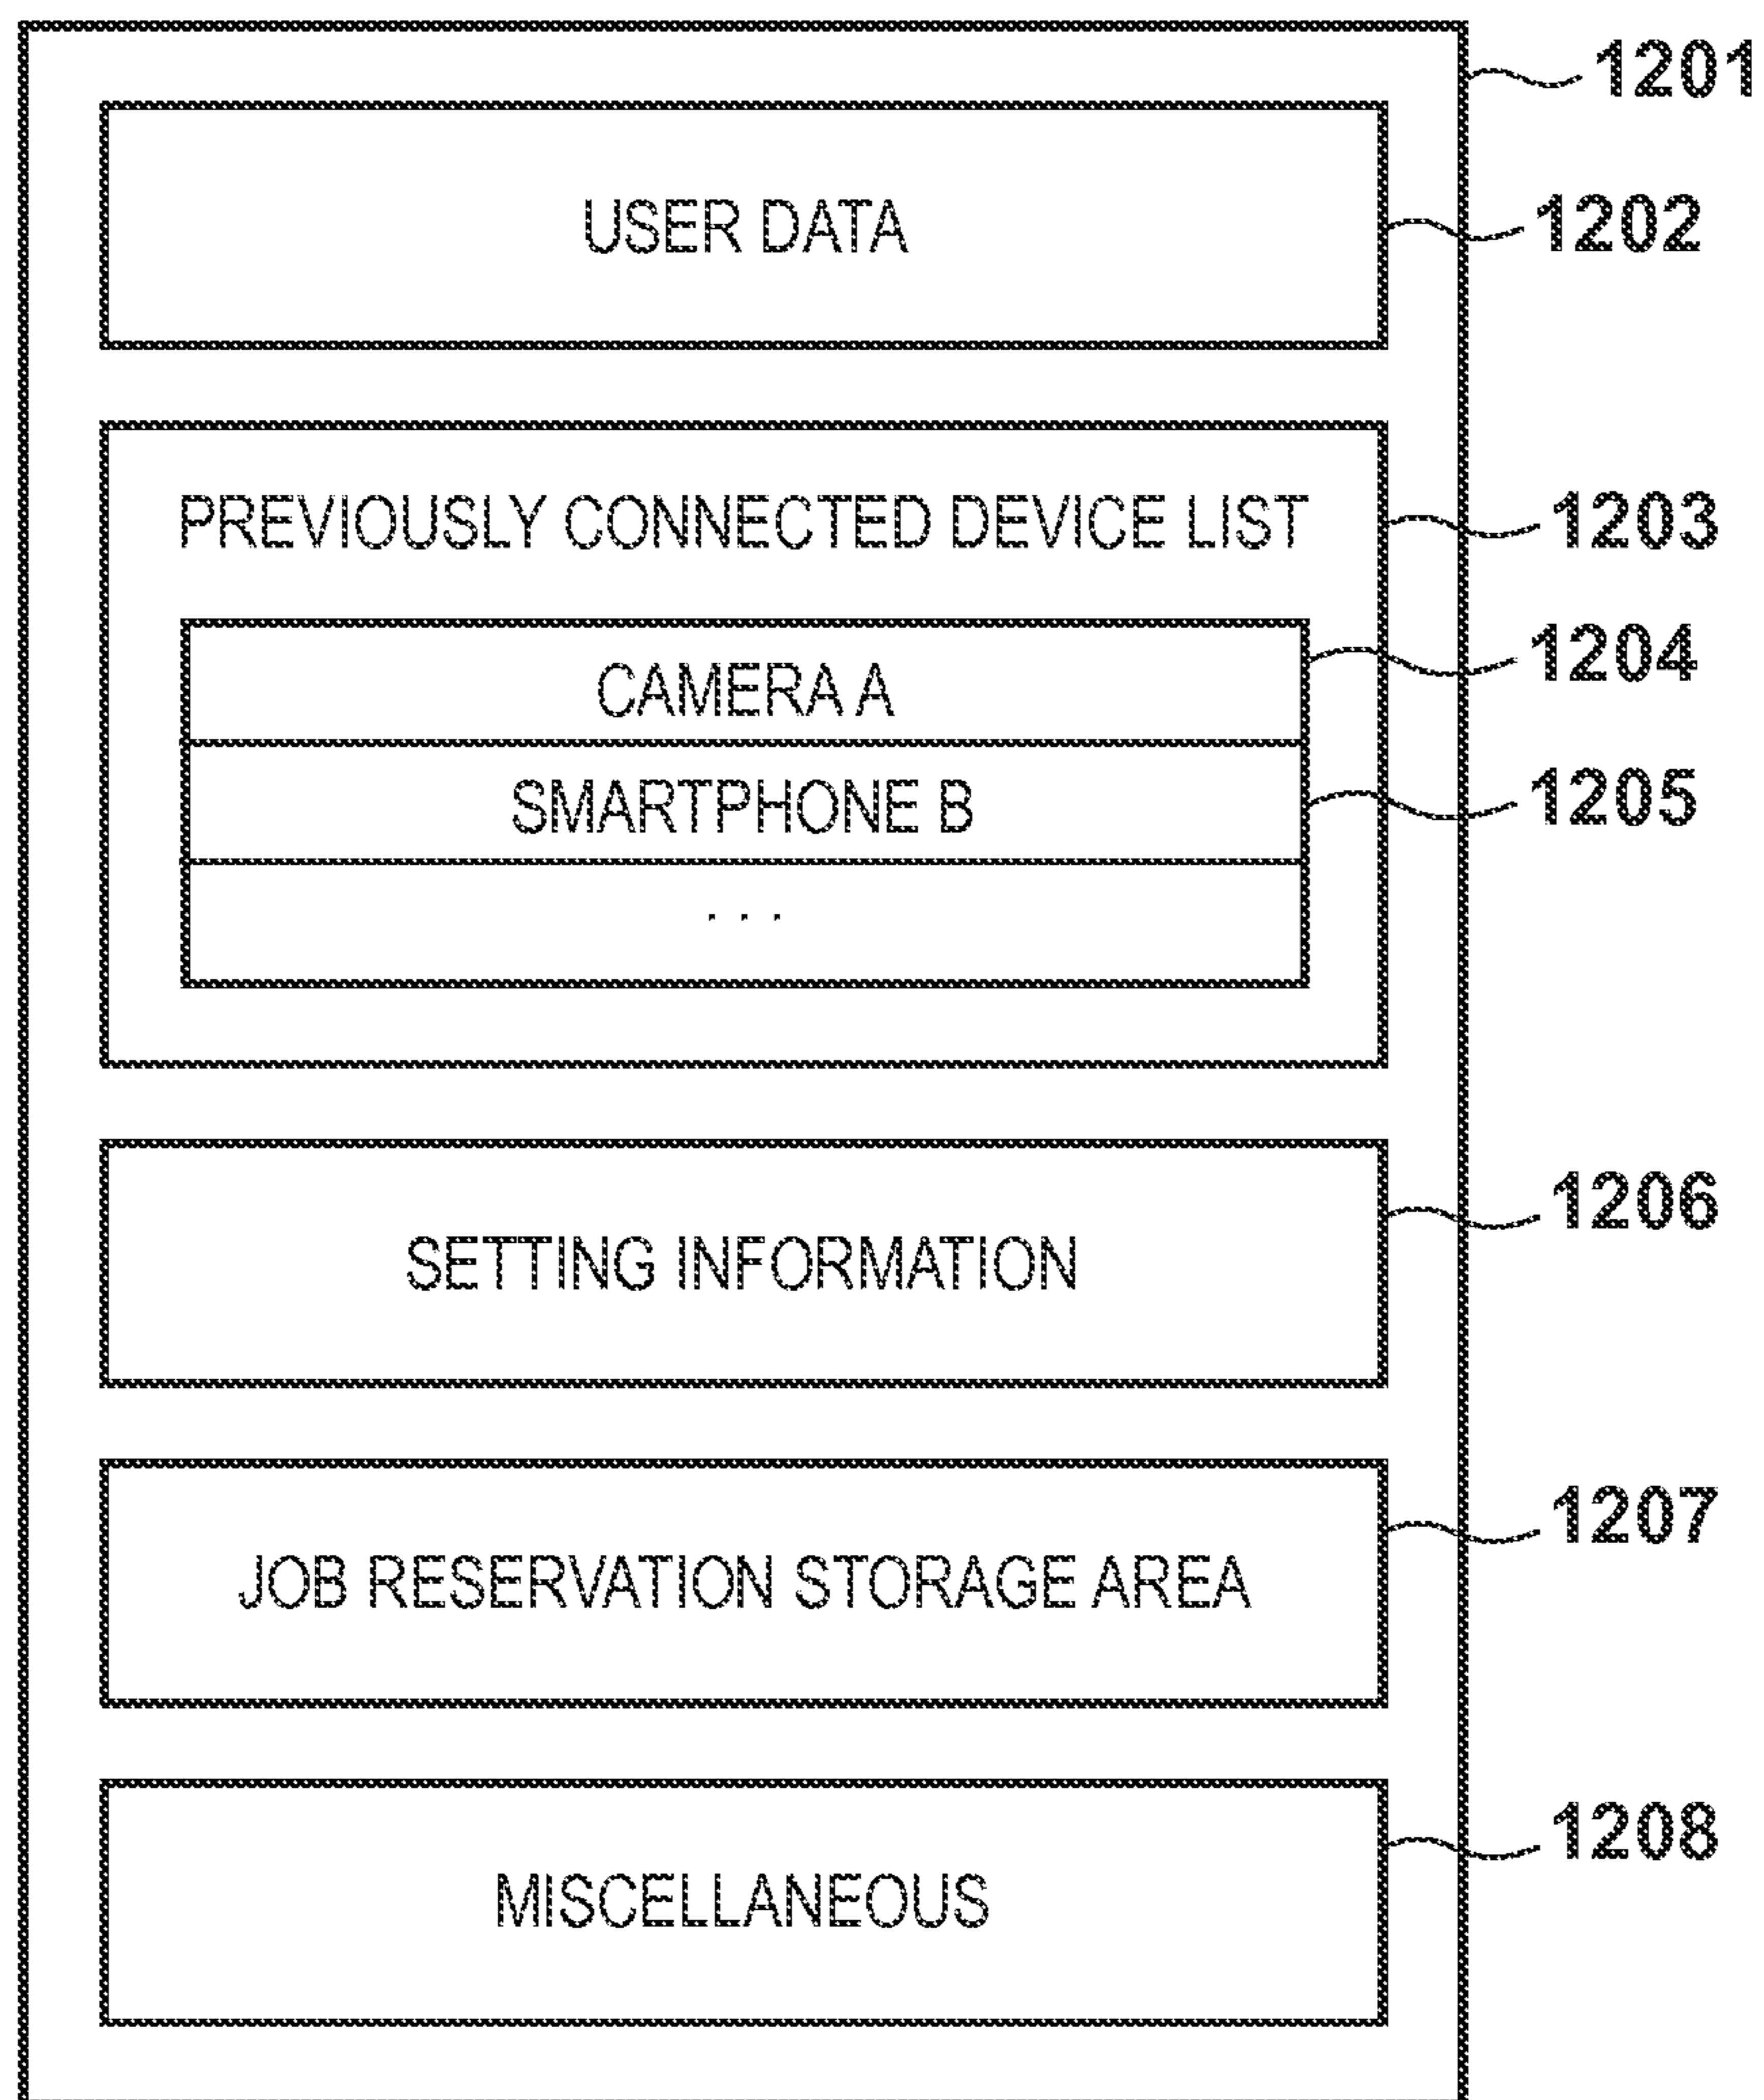 1201
USER DATA
1202
PREVIOUSLY CONNECTED DEVICE LIST
1203
CAMERA A
1204
SMARTPHONE B
1205
. . .
SETTING INFORMATION
1206
JOB RESERVATION STORAGE AREA
1207
MISCELLANEOUS
1208